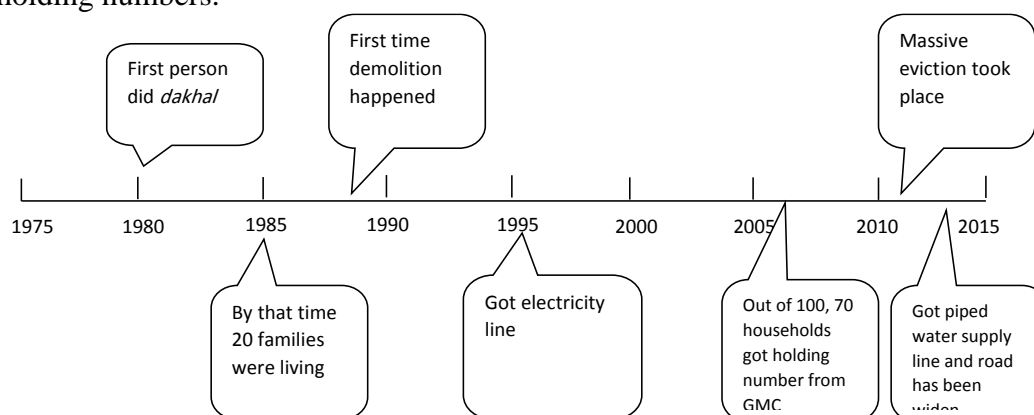 holding numbers.
First person
did dakhal
First time
demolition
happened
Massive
eviction took
place
1975 1980 1985 1990 1995 2000 2005 2010 2015
By that time
20 families
were living
Got electricity
line
Out of 100, 70
households
got holding
number from
GMC
Got piped
water supply
line and road
has been
widen